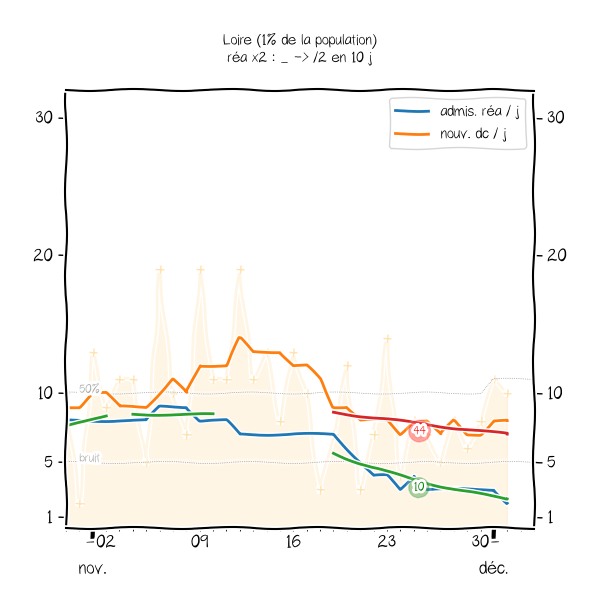 Loire (1% de la population)
réa x2 : _ -> /2 en 10 j
admis. réa / j
nouv. dc / j
30 30
20 20
50%
10 10
44
bruit
5 5
10
1 1
02 09 16 23 30
nov. déc.